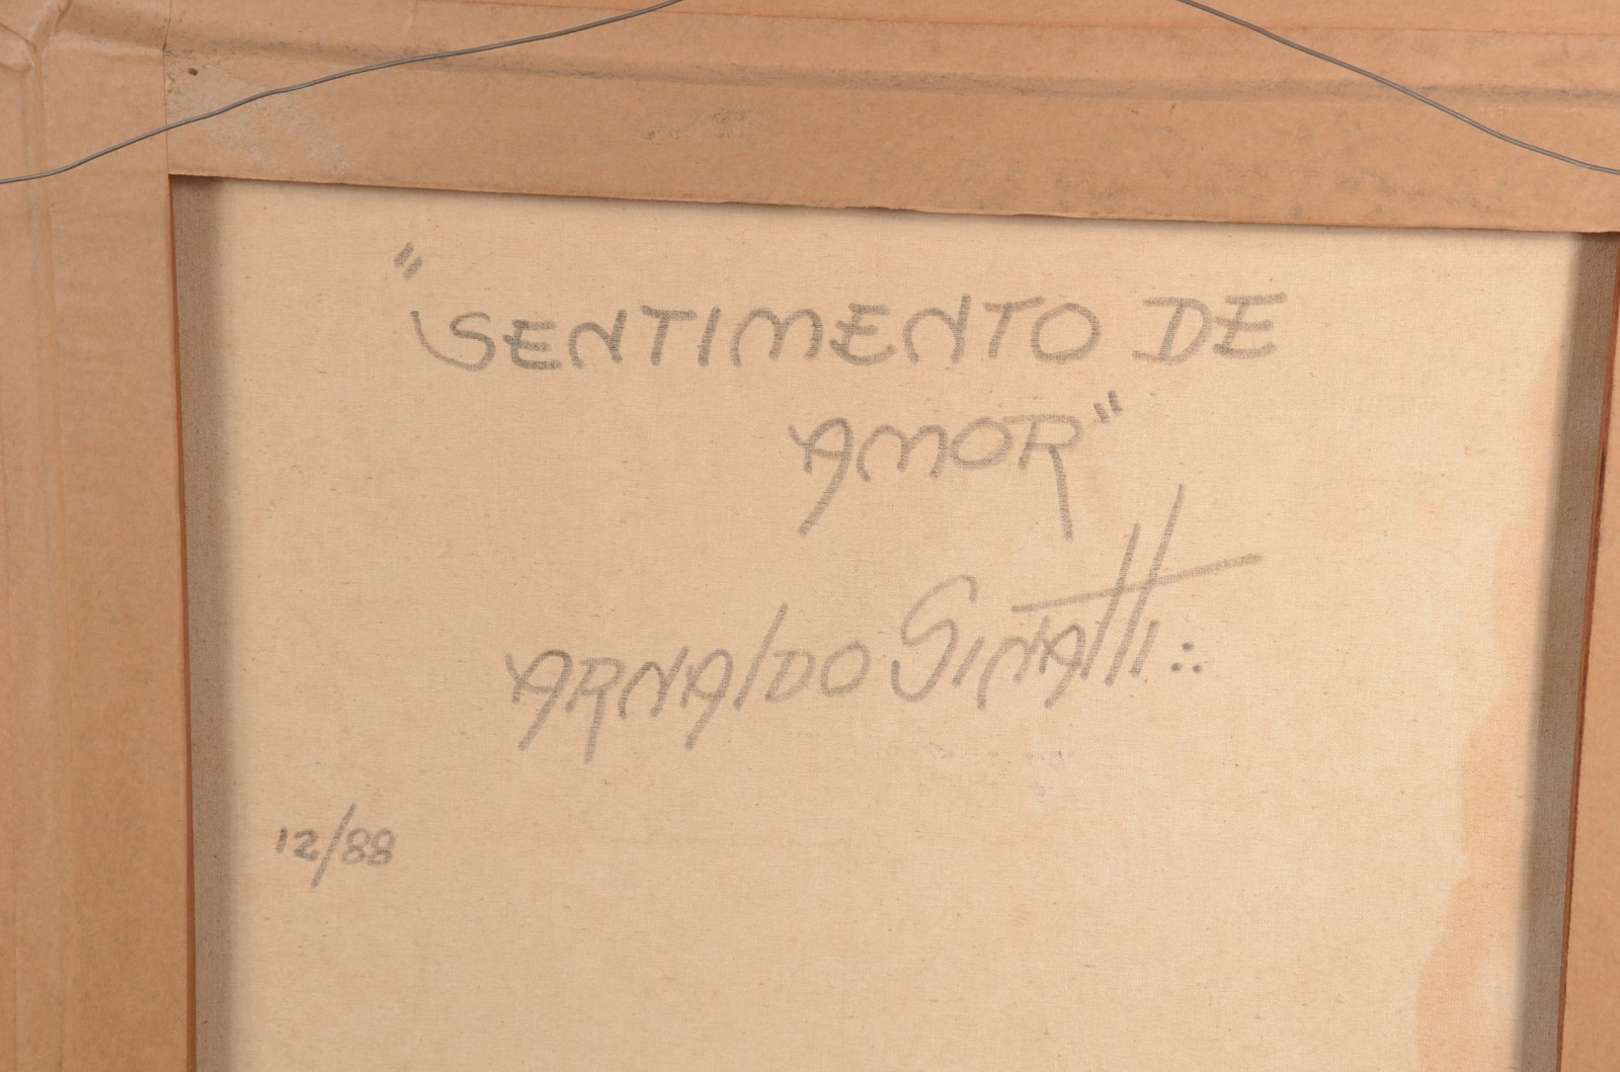 "SENTIMENTO DE
AMOR"
ARNAlDO SINATTI
12/88